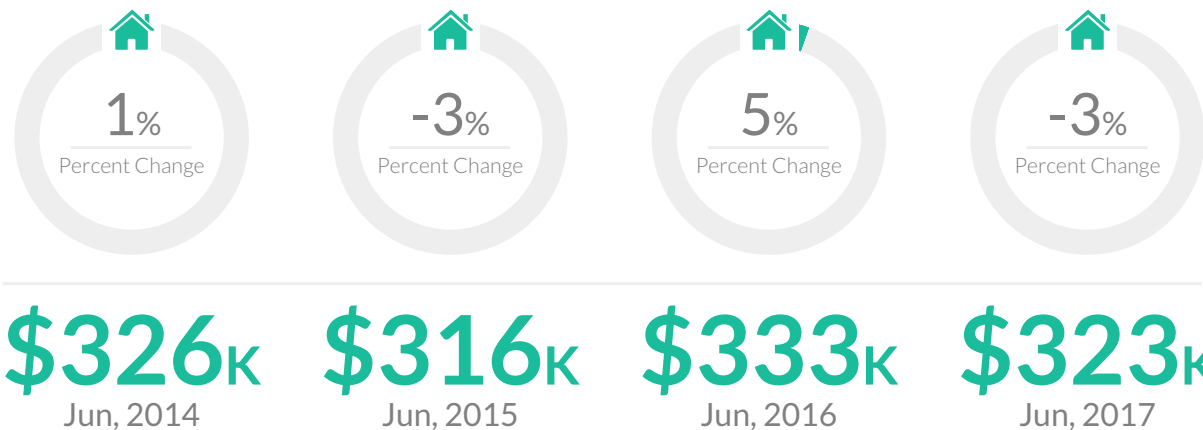 1%
Percent Change
-3%
Percent Change
5%
Percent Change
-3%
Percent Change
$326K
Jun, 2014
$316K
Jun, 2015
$333K
Jun, 2016
$323K
Jun, 2017